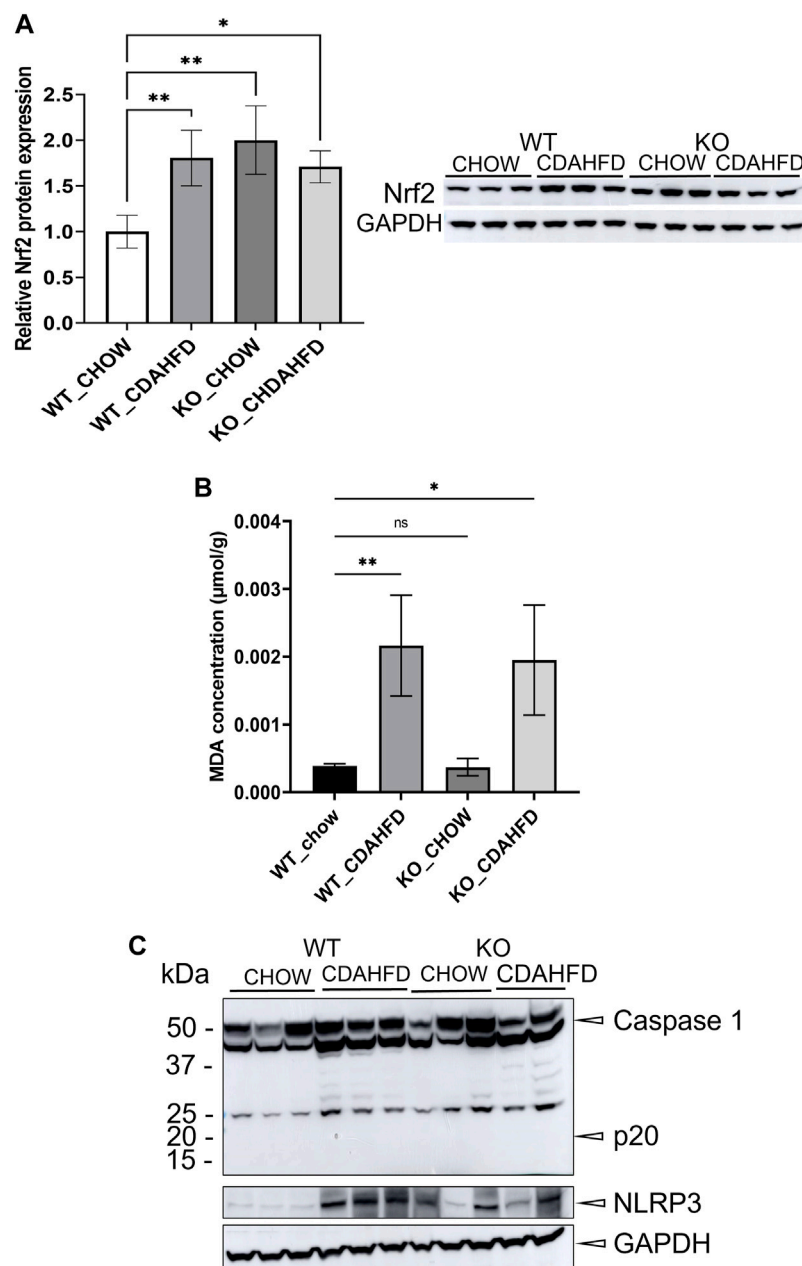 A
*
**
**
Relative Nrf2 protein expression
2.5
2.0
1.5
1.0
0.5
0.0
WT_CHOW
WT_CDAHFD
KO_CHOW
KO_CHDAHFD
WT KO
CHOW CDAHFD CHOW CDAHFD
Nrf2
GAPDH
B
*
ns
**
MDA concentration (µmol/g)
0.004
0.003
0.002
0.001
0.000
WT_chow
WT_CDAHFD
KO_CHOW
KO_CDAHFD
C
WT KO
kDa CHOW CDAHFD CHOW CDAHFD
50 - Caspase 1
37 -
25 -
20 - p20
15 -
NLRP3
GAPDH